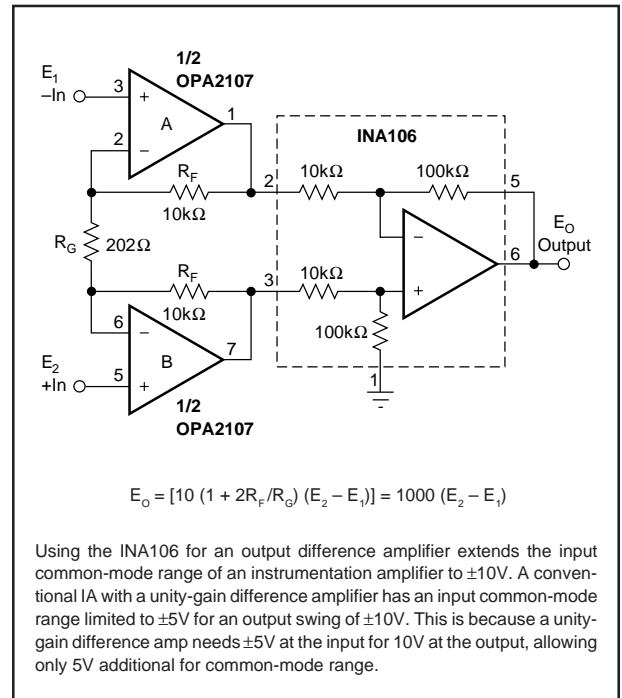 1/2
OPA2107
E1
–In
3
+
A
1
2
–
INA106
RF
10kΩ
2
10kΩ
100kΩ
5
RG
202Ω
–
+
6
EO
Output
RF
10kΩ
3
10kΩ
100kΩ
1
6
–
B
7
E2
+In
5
+
1/2
OPA2107
EO = [10 (1 + 2RF/RG) (E2 – E1)] = 1000 (E2 – E1)
Using the INA106 for an output difference amplifier extends the input
common-mode range of an instrumentation amplifier to ±10V. A conven-
tional IA with a unity-gain difference amplifier has an input common-mode
range limited to ±5V for an output swing of ±10V. This is because a unity-
gain difference amp needs ±5V at the input for 10V at the output, allowing
only 5V additional for common-mode range.